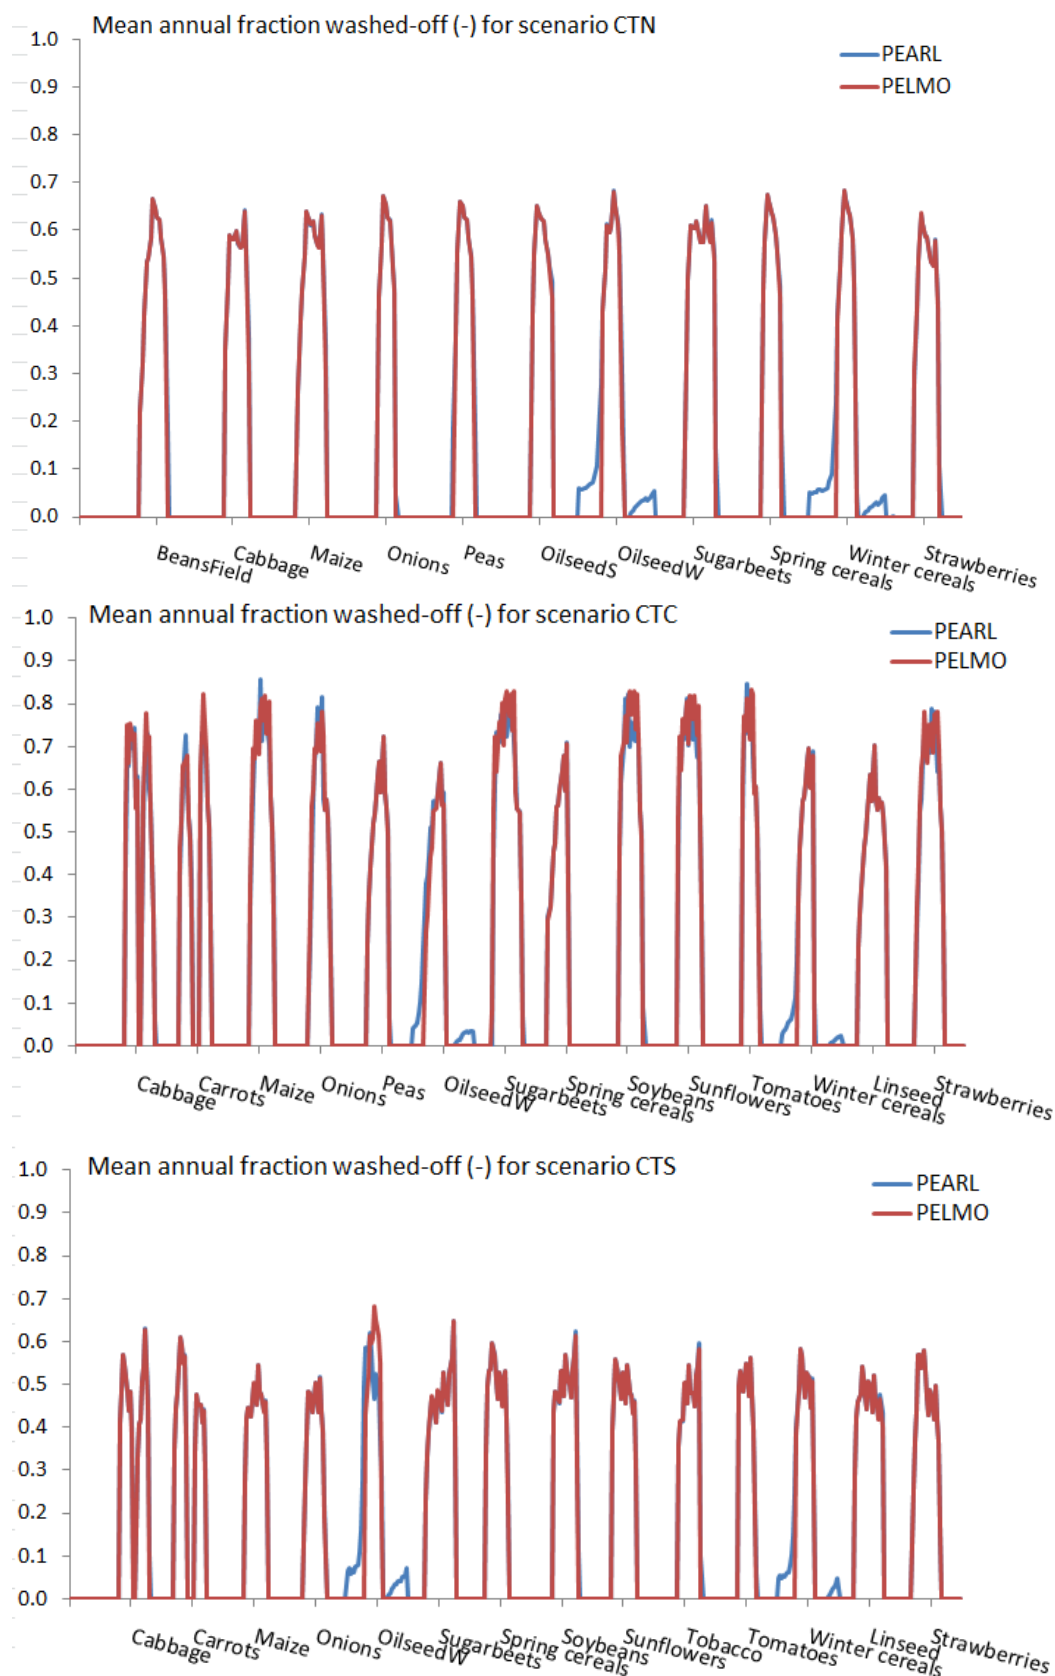 Mean annual fraction washed-off (-) for scenario CTN
PEARL
PELMO
1.0
0.9
0.8
0.7
0.6
0.5
0.4
0.3
0.2
0.1
0.0
BeansField
Cabbage
Maize
Onions
Peas
OilseedS
OilseedW
Sugarbeets
Spring cereals
Winter cereals
Strawberries
Mean annual fraction washed-off (-) for scenario CTC
PEARL
PELMO
1.0
0.9
0.8
0.7
0.6
0.5
0.4
0.3
0.2
0.1
0.0
Cabbage
Carrots
Maize
Onions
Peas
OilseedW
Sugarbeets
Spring cereals
Soybeans
Sunflowers
Tomatoes
Winter cereals
Linseed
Strawberries
Mean annual fraction washed-off (-) for scenario CTS
PEARL
PELMO
1.0
0.9
0.8
0.7
0.6
0.5
0.4
0.3
0.2
0.1
0.0
Cabbage
Carrots
Maize
Onions
OilseedW
Sugarbeets
Spring cereals
Soybeans
Sunflowers
Tobacco
Tomatoes
Winter cereals
Linseed
Strawberries